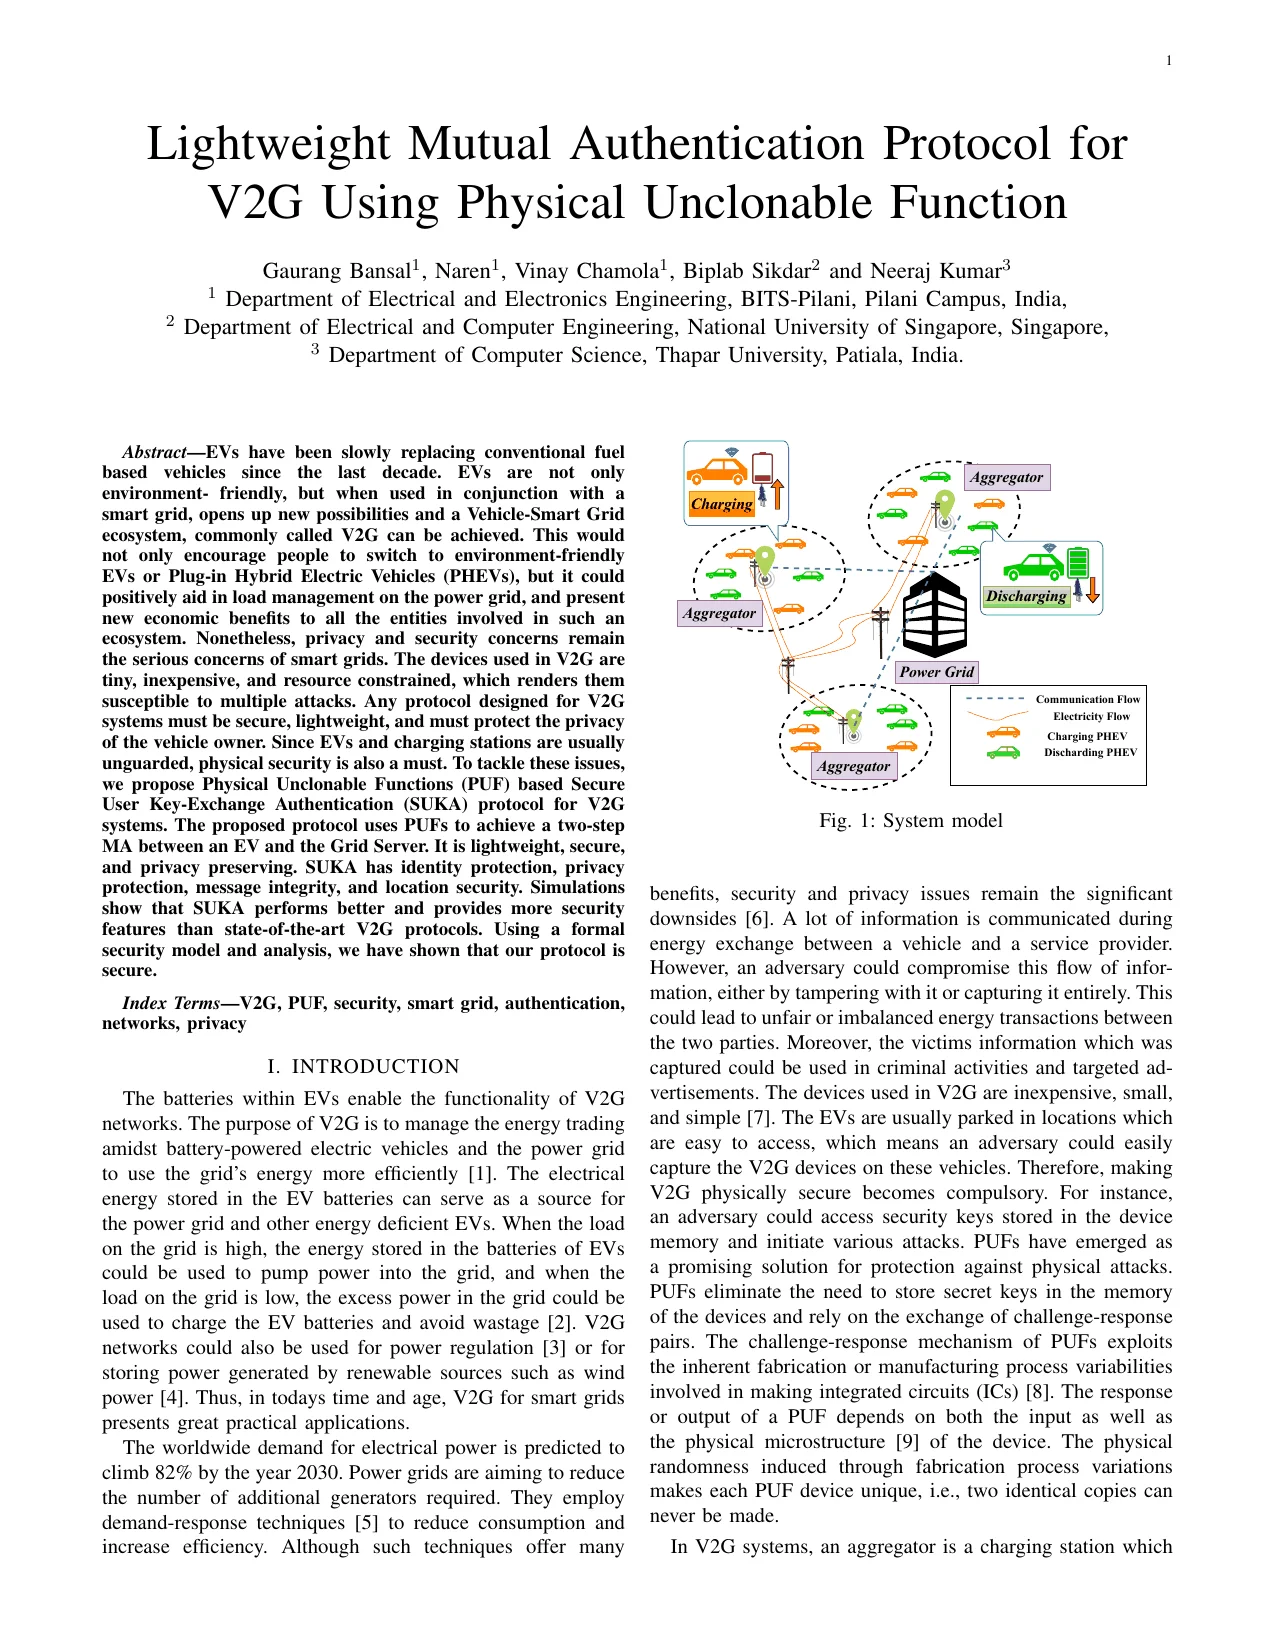 1
Lightweight Mutual Authentication Protocol for
V2G Using Physical Unclonable Function
Gaurang Bansal1, Naren1, Vinay Chamola1, Biplab Sikdar2 and Neeraj Kumar3
1 Department of Electrical and Electronics Engineering, BITS-Pilani, Pilani Campus, India,
2 Department of Electrical and Computer Engineering, National University of Singapore, Singapore,
3 Department of Computer Science, Thapar University, Patiala, India.
Abstract—EVs have been slowly replacing conventional fuel
based vehicles since the last decade. EVs are not only
environment- friendly, but when used in conjunction with a
smart grid, opens up new possibilities and a Vehicle-Smart Grid
ecosystem, commonly called V2G can be achieved. This would
not only encourage people to switch to environment-friendly
EVs or Plug-in Hybrid Electric Vehicles (PHEVs), but it could
positively aid in load management on the power grid, and present
new economic benefits to all the entities involved in such an
ecosystem. Nonetheless, privacy and security concerns remain
the serious concerns of smart grids. The devices used in V2G are
tiny, inexpensive, and resource constrained, which renders them
susceptible to multiple attacks. Any protocol designed for V2G
systems must be secure, lightweight, and must protect the privacy
of the vehicle owner. Since EVs and charging stations are usually
unguarded, physical security is also a must. To tackle these issues,
we propose Physical Unclonable Functions (PUF) based Secure
User Key-Exchange Authentication (SUKA) protocol for V2G
systems. The proposed protocol uses PUFs to achieve a two-step
MA between an EV and the Grid Server. It is lightweight, secure,
and privacy preserving. SUKA has identity protection, privacy
protection, message integrity, and location security. Simulations
show that SUKA performs better and provides more security
features than state-of-the-art V2G protocols. Using a formal
security model and analysis, we have shown that our protocol is
secure.
Index Terms—V2G, PUF, security, smart grid, authentication,
networks, privacy
I. INTRODUCTION
The batteries within EVs enable the functionality of V2G
networks. The purpose of V2G is to manage the energy trading
amidst battery-powered electric vehicles and the power grid
to use the grid's energy more efficiently [1]. The electrical
energy stored in the EV batteries can serve as a source for
the power grid and other energy deficient EVs. When the load
on the grid is high, the energy stored in the batteries of EVs
could be used to pump power into the grid, and when the
load on the grid is low, the excess power in the grid could be
used to charge the EV batteries and avoid wastage [2]. V2G
networks could also be used for power regulation [3] or for
storing power generated by renewable sources such as wind
power [4]. Thus, in todays time and age, V2G for smart grids
presents great practical applications.
The worldwide demand for electrical power is predicted to
climb 82% by the year 2030. Power grids are aiming to reduce
the number of additional generators required. They employ
demand-response techniques [5] to reduce consumption and
increase efficiency. Although such techniques offer many
Charging
Aggregator
Aggregator
Discharging
Power Grid
Aggregator
Communication Flow
Electricity Flow
Charging PHEV
Discharding PHEV
Fig. 1: System model
benefits, security and privacy issues remain the significant
downsides [6]. A lot of information is communicated during
energy exchange between a vehicle and a service provider.
However, an adversary could compromise this flow of infor-
mation, either by tampering with it or capturing it entirely. This
could lead to unfair or imbalanced energy transactions between
the two parties. Moreover, the victims information which was
captured could be used in criminal activities and targeted ad-
vertisements. The devices used in V2G are inexpensive, small,
and simple [7]. The EVs are usually parked in locations which
are easy to access, which means an adversary could easily
capture the V2G devices on these vehicles. Therefore, making
V2G physically secure becomes compulsory. For instance,
an adversary could access security keys stored in the device
memory and initiate various attacks. PUFs have emerged as
a promising solution for protection against physical attacks.
PUFs eliminate the need to store secret keys in the memory
of the devices and rely on the exchange of challenge-response
pairs. The challenge-response mechanism of PUFs exploits
the inherent fabrication or manufacturing process variabilities
involved in making integrated circuits (ICs) [8]. The response
or output of a PUF depends on both the input as well as
the physical microstructure [9] of the device. The physical
randomness induced through fabrication process variations
makes each PUF device unique, i.e., two identical copies can
never be made.
In V2G systems, an aggregator is a charging station which